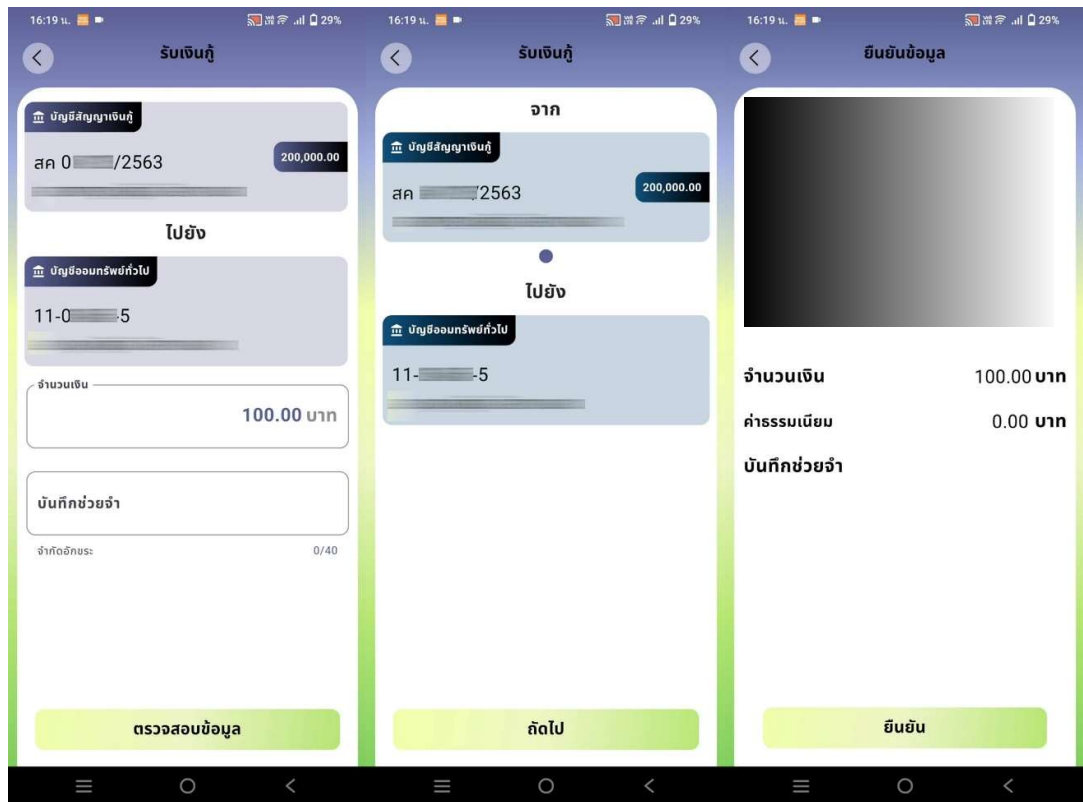 16:19 น. 29%
รับเงินกู้
บัญชีสัญญาเงินกู้
สค 0 /2563 200,000.00
ไปยัง
บัญชีออมทรัพย์ทั่วไป
11-0 -5
จำนวนเงิน
100.00 บาท
บันทึกช่วยจำ
จำกัดอักขระ 0/40
ตรวจสอบข้อมูล
16:19 น. 29%
รับเงินกู้
จาก
บัญชีสัญญาเงินกู้
สค /2563 200,000.00
ไปยัง
บัญชีออมทรัพย์ทั่วไป
11- -5
ถัดไป
16:19 น. 29%
ยืนยันข้อมูล
จำนวนเงิน 100.00 บาท
ค่าธรรมเนียม 0.00 บาท
บันทึกช่วยจำ
ยืนยัน